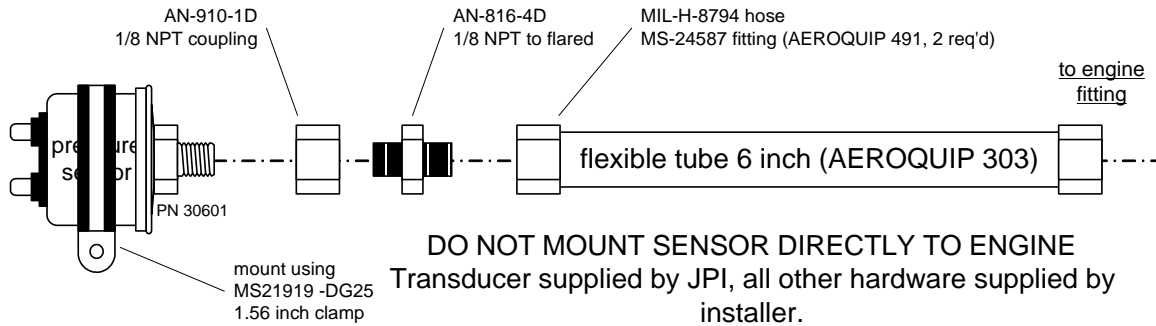 AN-910-1D
1/8 NPT coupling
AN-816-4D
1/8 NPT to flared
MIL-H-8794 hose
MS-24587 fitting (AEROQUIP 491, 2 req'd)
to engine
fitting
flexible tube 6 inch (AEROQUIP 303)
PN 30601
mount using
MS21919 -DG25
1.56 inch clamp
DO NOT MOUNT SENSOR DIRECTLY TO ENGINE
Transducer supplied by JPI, all other hardware supplied by
installer.